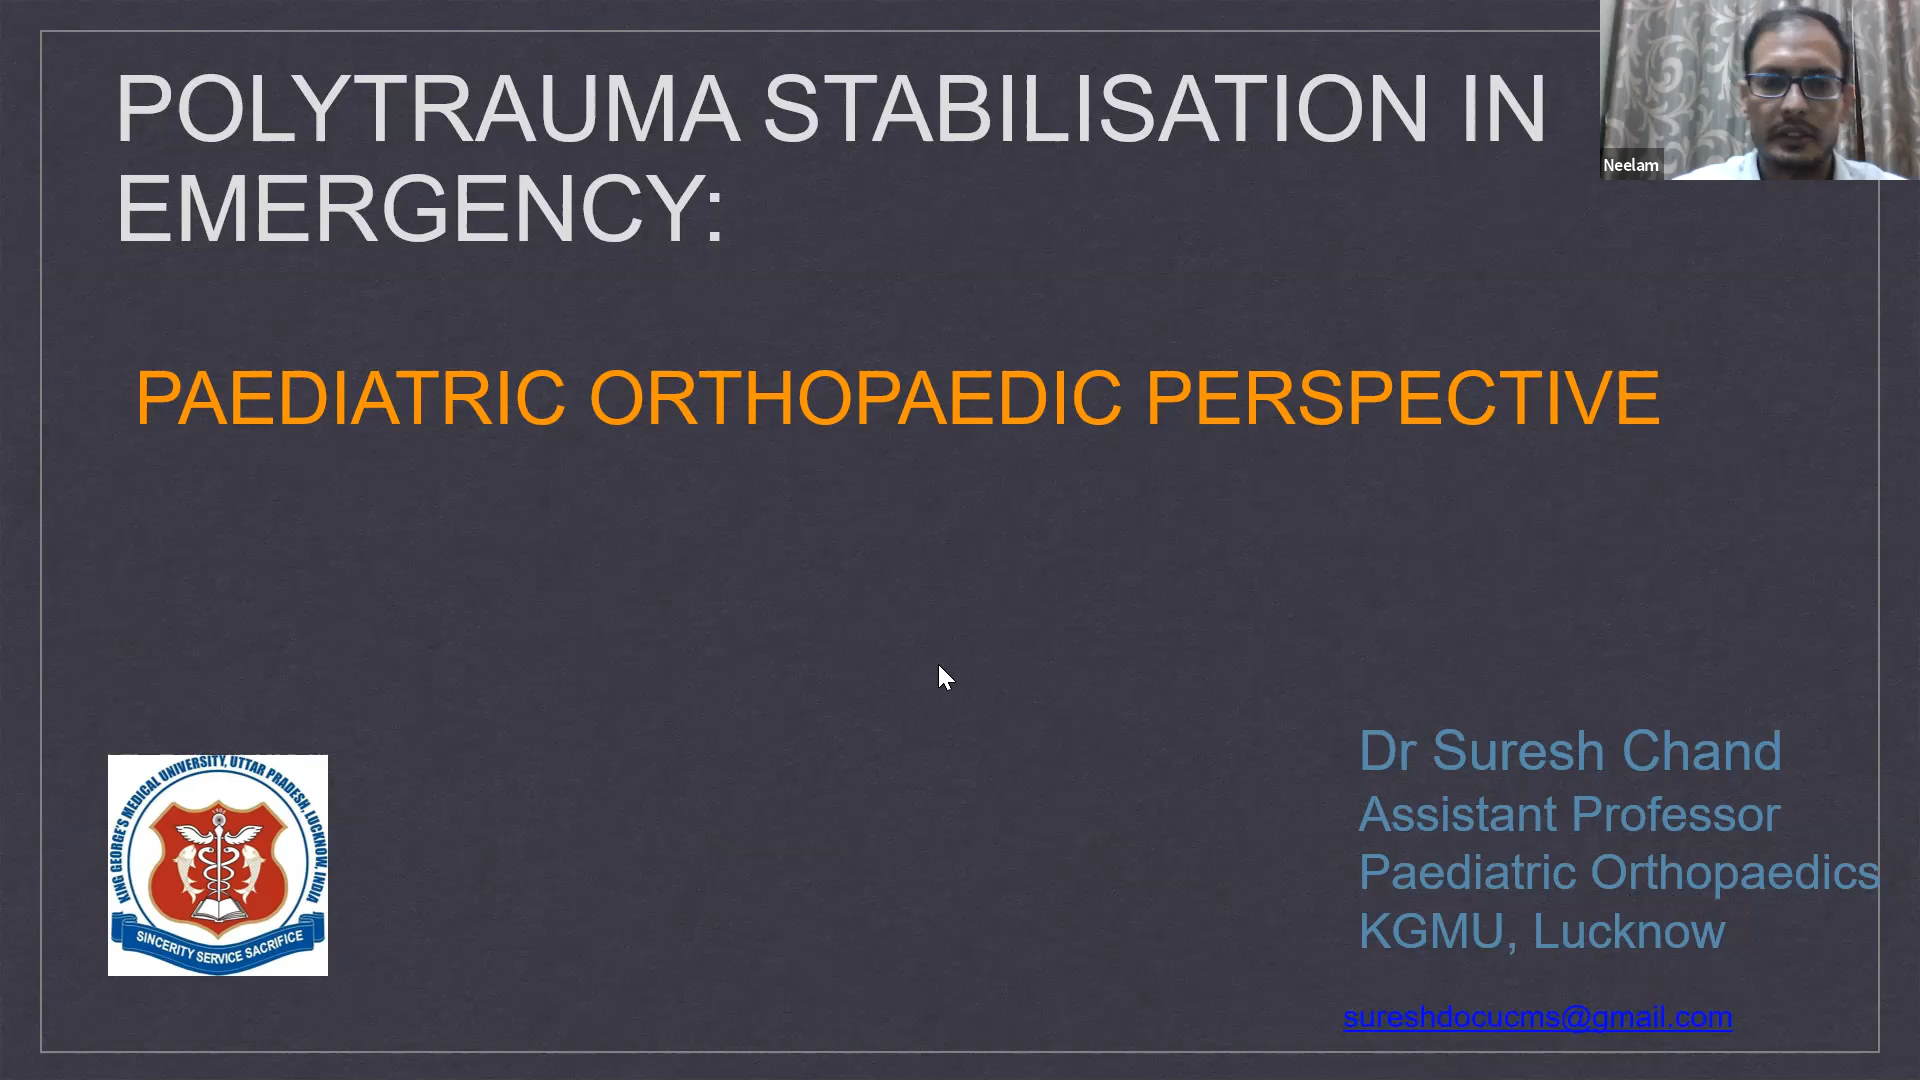 POLYTRAUMA STABILISATION IN
EMERGENCY:
Neelam
PAEDIATRIC ORTHOPAEDIC PERSPECTIVE
KING GEORGE'S MEDICAL UNIVERSITY, UTTAR PRADESH, LUCKNOW, INDIA
SINCERITY SERVICE SACRIFICE
Dr Suresh Chand
Assistant Professor
Paediatric Orthopaedics
KGMU, Lucknow
sureshdocucms@gmail.com